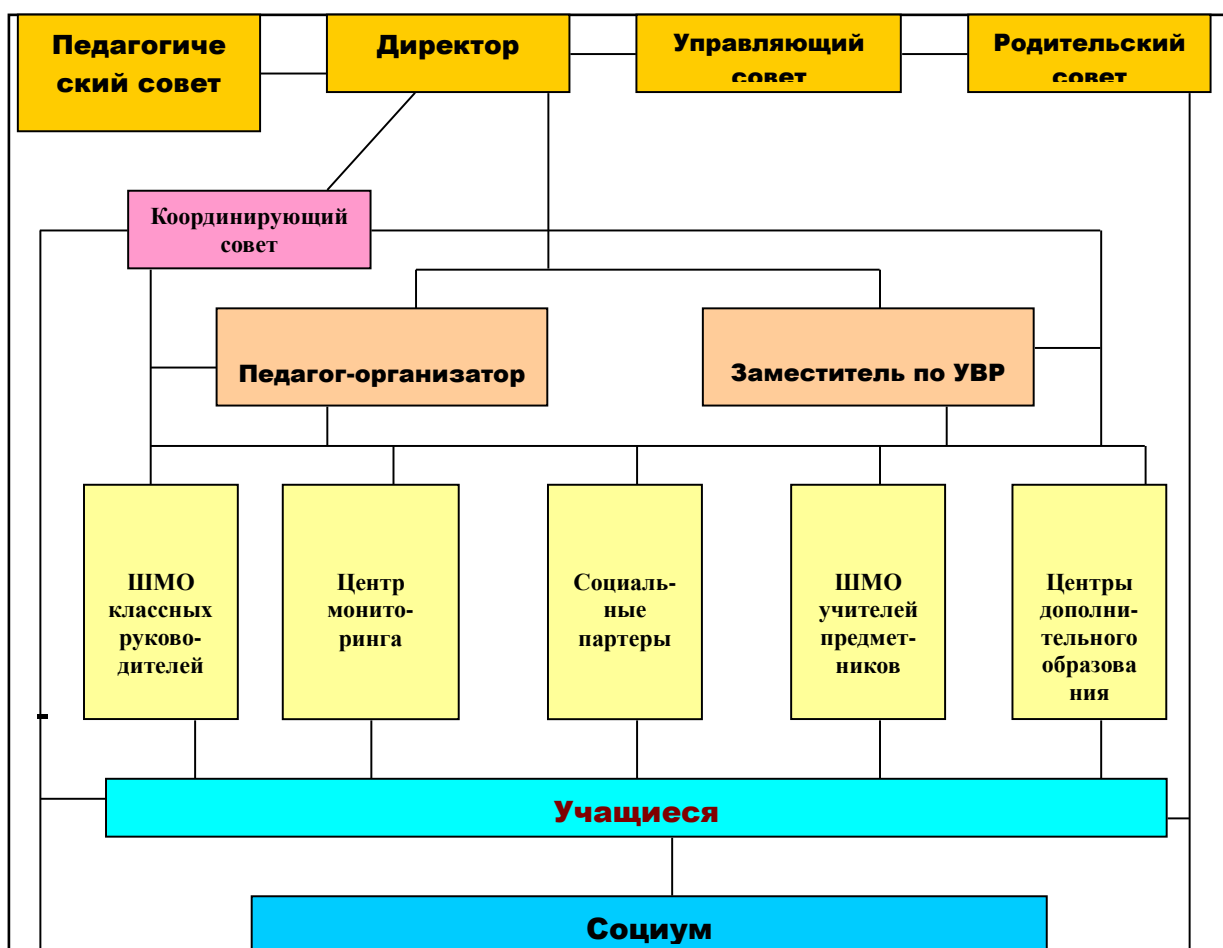 Педагогиче
ский совет
Директор
Управляющий
совет
Родительский
совет
Координирующий
совет
Педагог-организатор
Заместитель по УВР
ШМО
классных
руково-
дителей
Центр
монито-
ринга
Социаль-
ные
партеры
ШМО
учителей
предмет-
ников
Центры
дополни-
тельного
образова
ния
Учащиеся
Социум